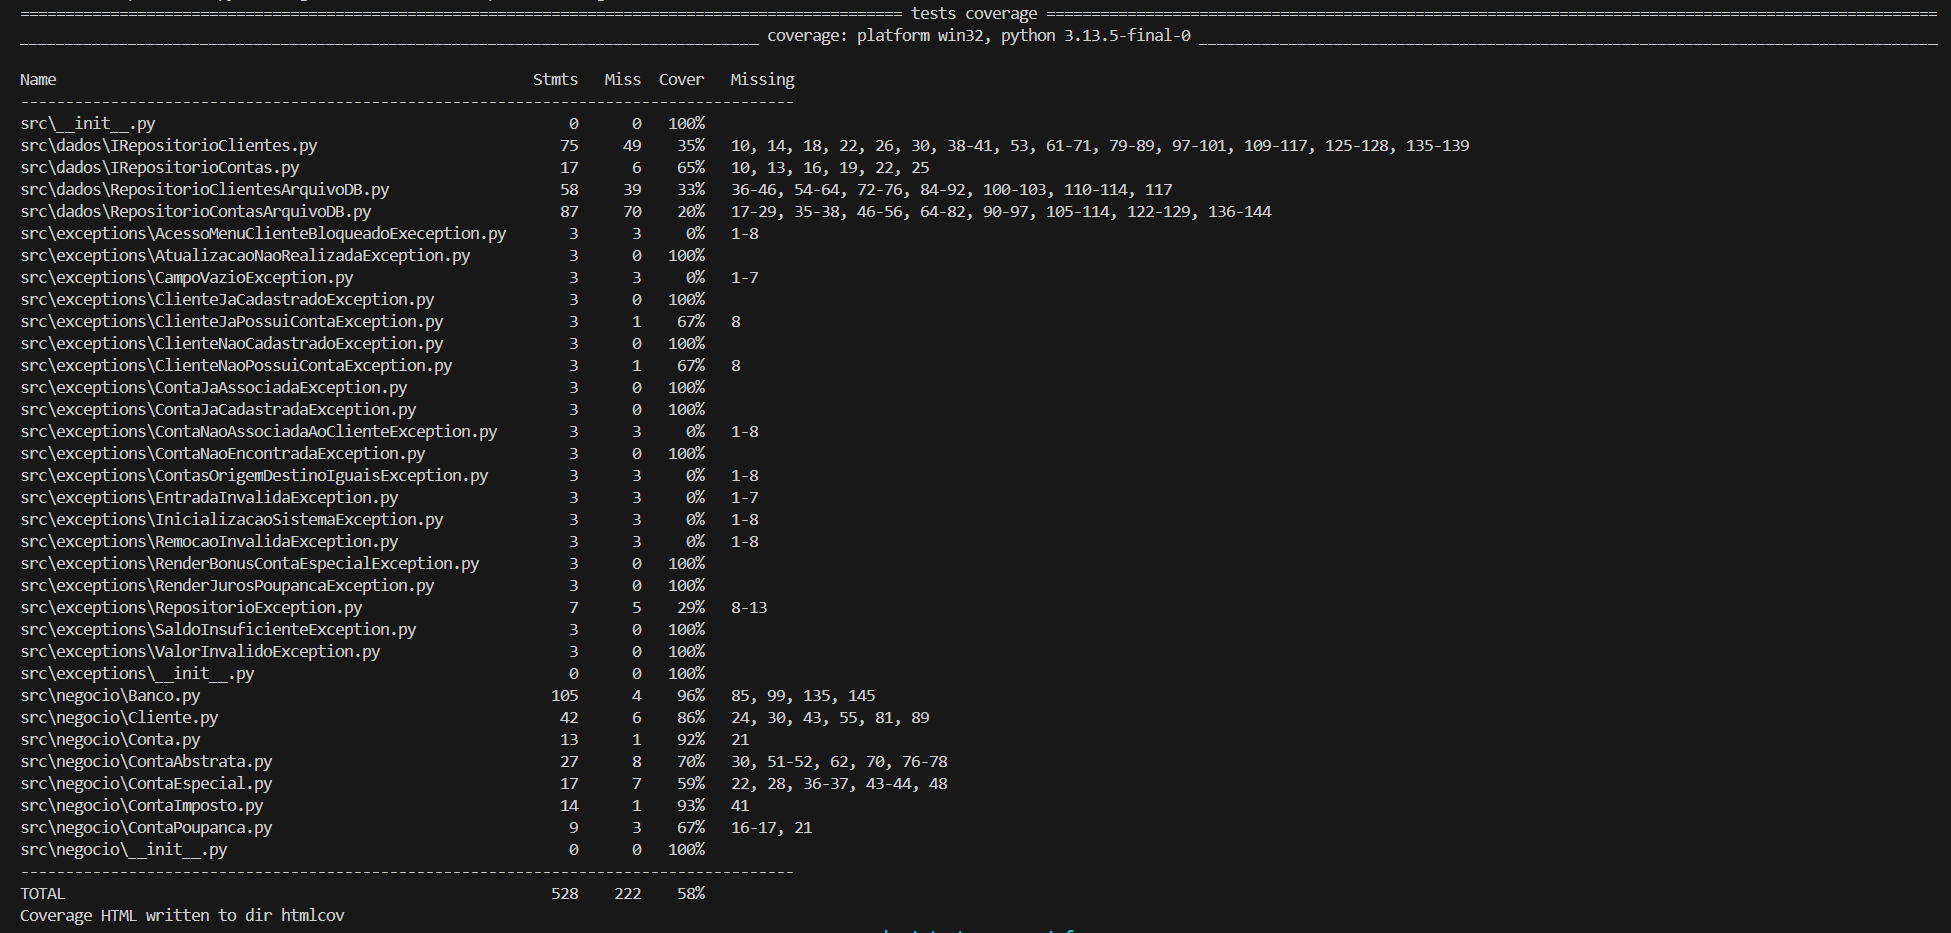 ================ tests coverage ================
________________ coverage: platform win32, python 3.13.5-final-0 ________________
Name Stmts Miss Cover Missing
--------------------------------------------------------------------------------------
src\__init__.py 0 0 100%
src\dados\IRepositorioClientes.py 75 49 35% 10, 14, 18, 22, 26, 30, 38-41, 53, 61-71, 79-89, 97-101, 109-117, 125-128, 135-139
src\dados\IRepositorioContas.py 17 6 65% 10, 13, 16, 19, 22, 25
src\dados\RepositorioClientesArquivoDB.py 58 39 33% 36-46, 54-64, 72-76, 84-92, 100-103, 110-114, 117
src\dados\RepositorioContasArquivoDB.py 87 70 20% 17-29, 35-38, 46-56, 64-82, 90-97, 105-114, 122-129, 136-144
src\exceptions\AcessoMenuClienteBloqueadoExeception.py 3 3 0% 1-8
src\exceptions\AtualizacaoNaoRealizadaException.py 3 0 100%
src\exceptions\CampoVazioException.py 3 3 0% 1-7
src\exceptions\ClienteJaCadastradoException.py 3 0 100%
src\exceptions\ClienteJaPossuiContaException.py 3 1 67% 8
src\exceptions\ClienteNaoCadastradoException.py 3 0 100%
src\exceptions\ClienteNaoPossuiContaException.py 3 1 67% 8
src\exceptions\ContaJaAssociadaException.py 3 0 100%
src\exceptions\ContaJaCadastradaException.py 3 0 100%
src\exceptions\ContaNaoAssociadaAoClienteException.py 3 3 0% 1-8
src\exceptions\ContaNaoEncontradaException.py 3 0 100%
src\exceptions\ContasOrigemDestinoIguaisException.py 3 3 0% 1-8
src\exceptions\EntradaInvalidaException.py 3 3 0% 1-7
src\exceptions\InicializacaoSistemaException.py 3 3 0% 1-8
src\exceptions\RemocaoInvalidaException.py 3 3 0% 1-8
src\exceptions\RenderBonusContaEspecialException.py 3 0 100%
src\exceptions\RenderJurosPoupancaException.py 3 0 100%
src\exceptions\RepositorioException.py 7 5 29% 8-13
src\exceptions\SaldoInsuficienteException.py 3 0 100%
src\exceptions\ValorInvalidoException.py 3 0 100%
src\exceptions\__init__.py 0 0 100%
src\negocio\Banco.py 105 4 96% 85, 99, 135, 145
src\negocio\Cliente.py 42 6 86% 24, 30, 43, 55, 81, 89
src\negocio\Conta.py 13 1 92% 21
src\negocio\ContaAbstrata.py 27 8 70% 30, 51-52, 62, 70, 76-78
src\negocio\ContaEspecial.py 17 7 59% 22, 28, 36-37, 43-44, 48
src\negocio\ContaImposto.py 14 1 93% 41
src\negocio\ContaPoupanca.py 9 3 67% 16-17, 21
src\negocio\__init__.py 0 0 100%
--------------------------------------------------------------------------------------
TOTAL 528 222 58%
Coverage HTML written to dir htmlcov